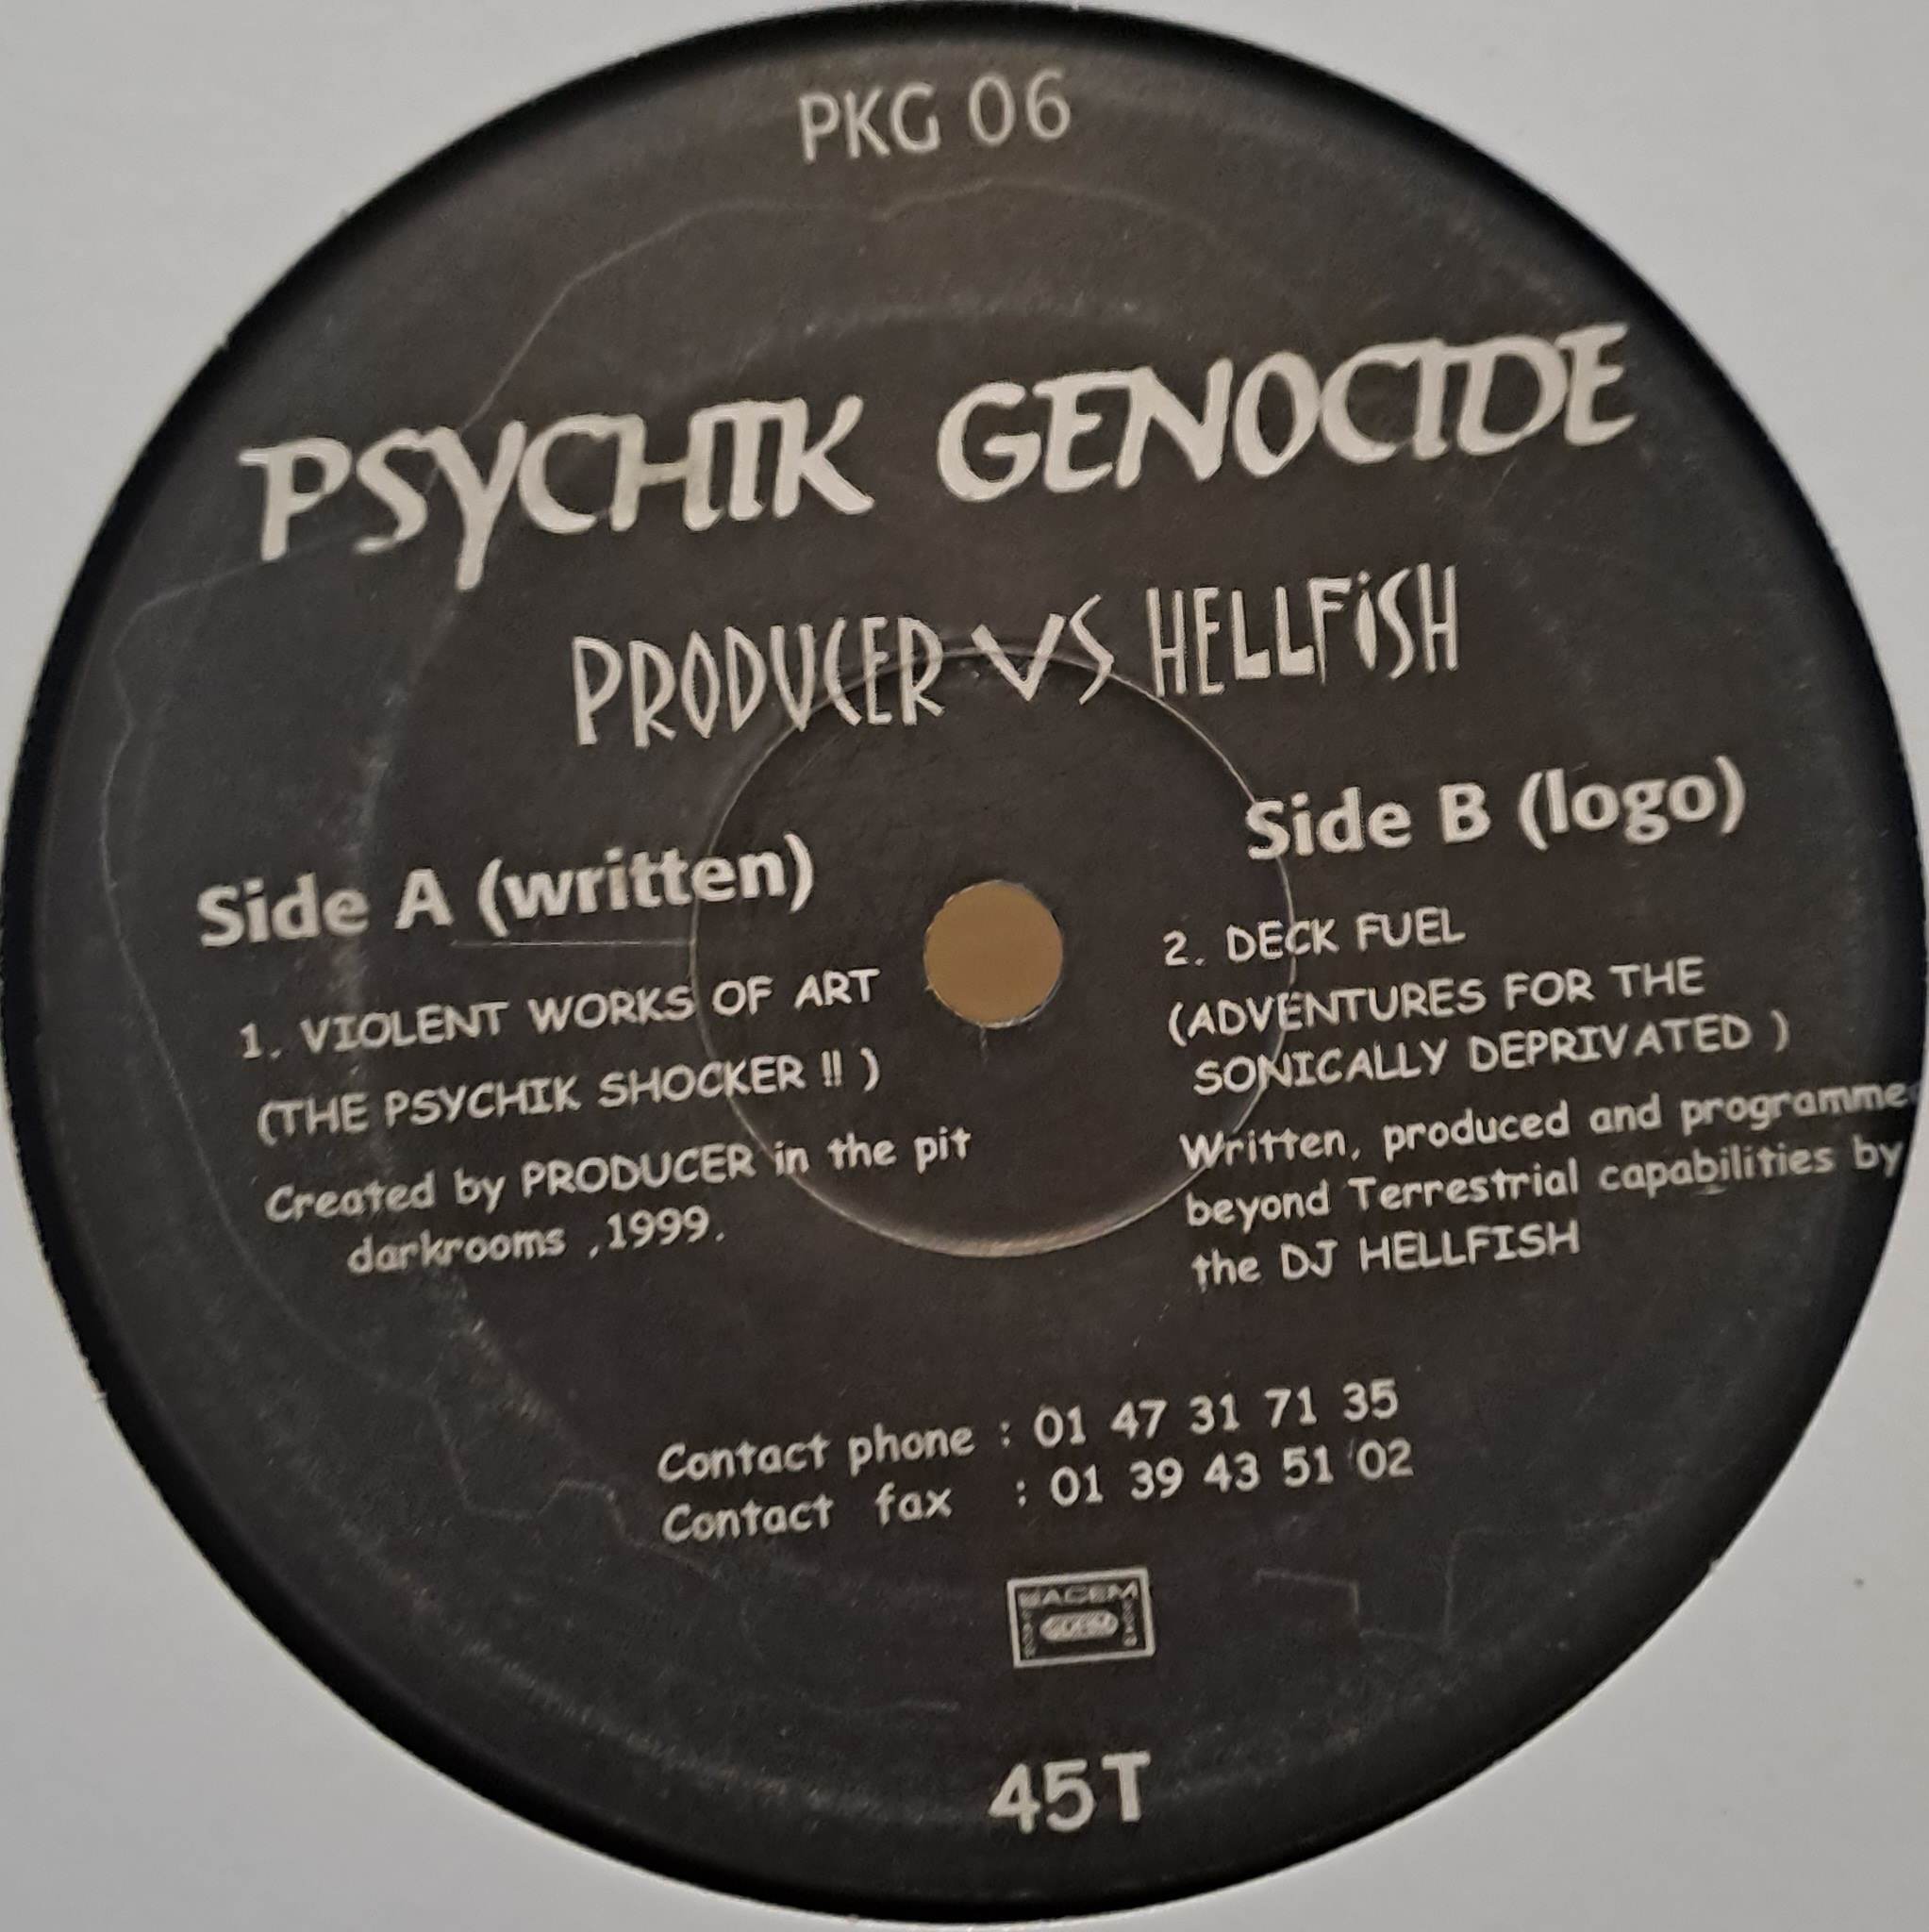 PKG 06
PSYCHIK GENOCIDE
PRODUCER VS HELLFiSH
Side A (written)
1. VIOLENT WORKS OF ART
(THE PSYCHIK SHOCKER !! )
Created by PRODUCER in the pit
darkrooms ,1999.
Side B (logo)
2. DECK FUEL
(ADVENTURES FOR THE
SONICALLY DEPRIVATED )
Written, produced and programmed
beyond Terrestrial capabilities by
the DJ HELLFISH
Contact phone : 01 47 31 71 35
Contact fax : 01 39 43 51 02
SACEM
45T